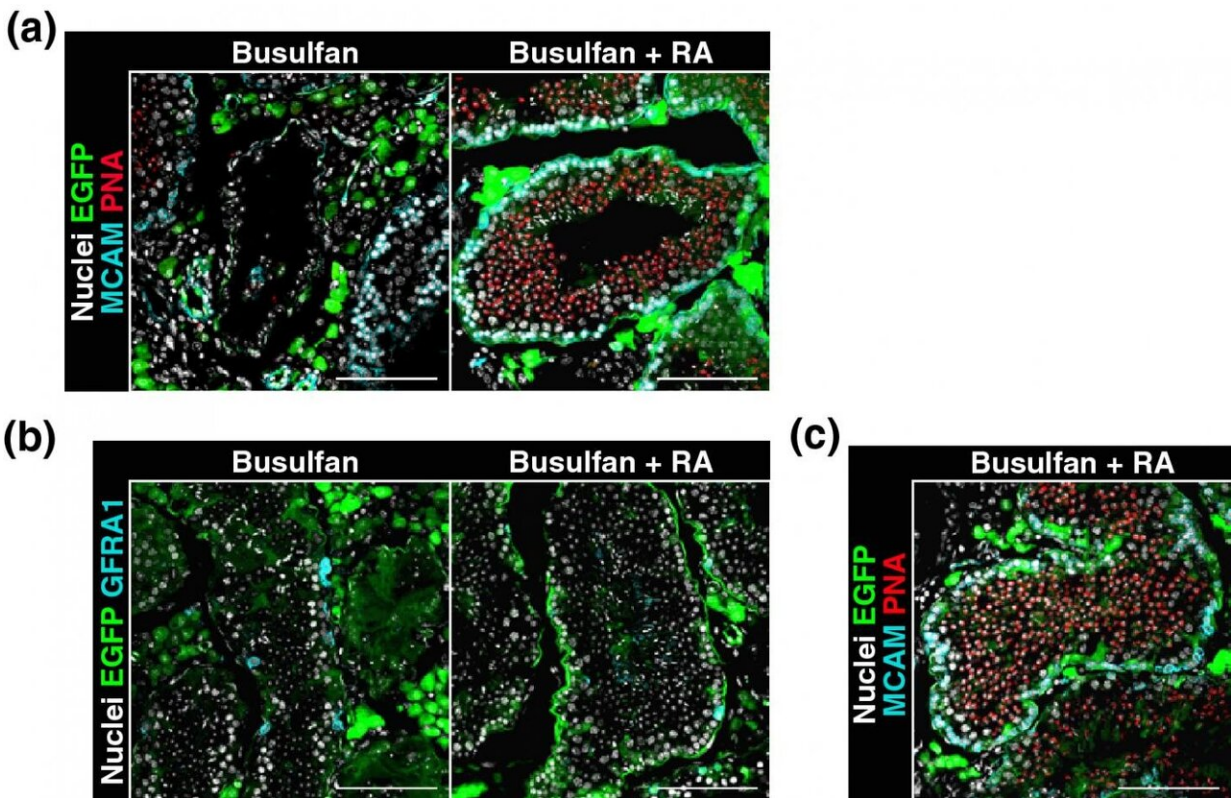 (a)
Busulfan
Busulfan + RA
Nuclei EGFP
MCAM PNA
(b)
Busulfan
Busulfan + RA
Nuclei EGFP GFRA1
(c)
Busulfan + RA
Nuclei EGFP
MCAM PNA